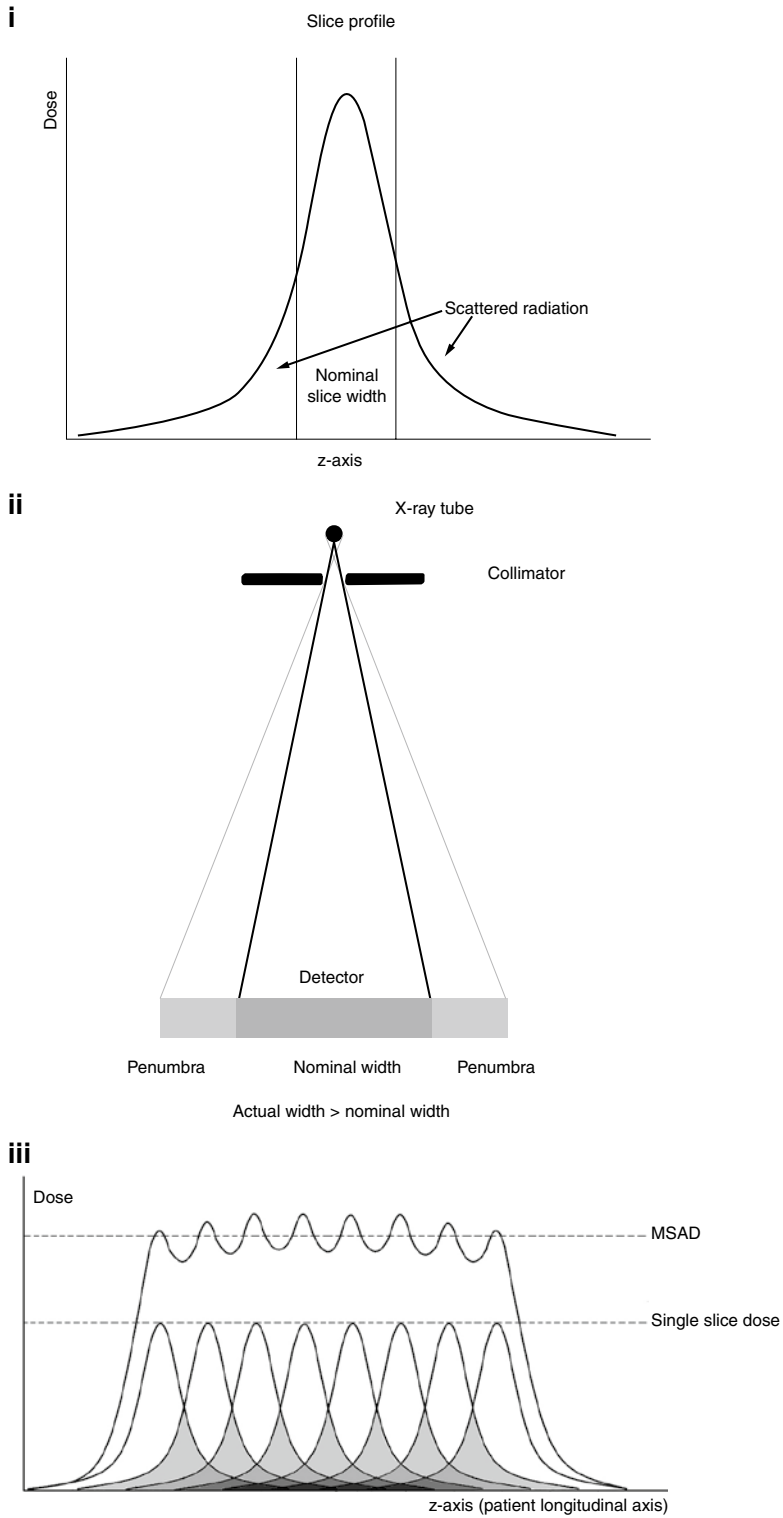 i
Slice profile
Dose
Scattered radiation
Nominal
slice width
z-axis
ii
X-ray tube
Collimator
Detector
Penumbra
Nominal width
Penumbra
Actual width > nominal width
iii
Dose
MSAD
Single slice dose
z-axis (patient longitudinal axis)